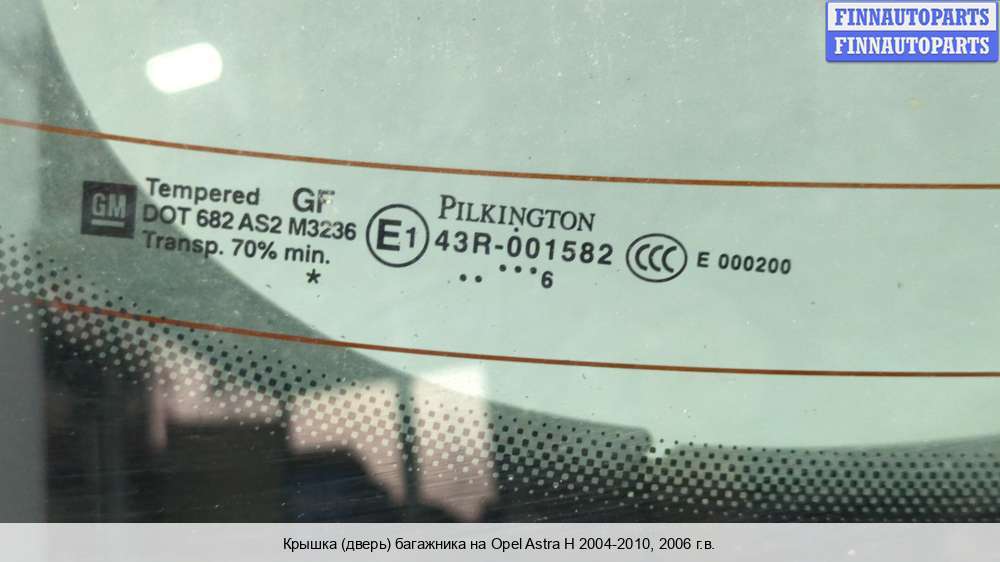 FINNAUTOPARTS
FINNAUTOPARTS
GM
Tempered GF
DOT 682 AS2 M3236
Transp. 70% min.
*
E1
PILKINGTON
43R-001582
.. ...6
CCC
E 000200
Крышка (дверь) багажника на Opel Astra H 2004-2010, 2006 г.в.